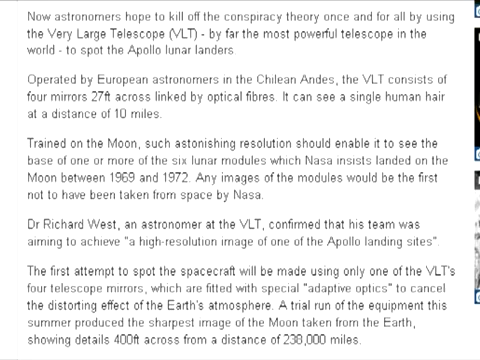 Now astronomers hope to kill off the conspiracy theory once and for all by using
the Very Large Telescope (VLT) - by far the most powerful telescope in the
world - to spot the Apollo lunar landers.
Operated by European astronomers in the Chilean Andes, the VLT consists of
four mirrors 27ft across linked by optical fibres. It can see a single human hair
at a distance of 10 miles.
Trained on the Moon, such astonishing resolution should enable it to see the
base of one or more of the six lunar modules which Nasa insists landed on the
Moon between 1969 and 1972. Any images of the modules would be the first
not to have been taken from space by Nasa.
Dr Richard West, an astronomer at the VLT, confirmed that his team was
aiming to achieve "a high-resolution image of one of the Apollo landing sites".
The first attempt to spot the spacecraft will be made using only one of the VLT's
four telescope mirrors, which are fitted with special "adaptive optics" to cancel
the distorting effect of the Earth's atmosphere. A trial run of the equipment this
summer produced the sharpest image of the Moon taken from the Earth,
showing details 400ft across from a distance of 238,000 miles.